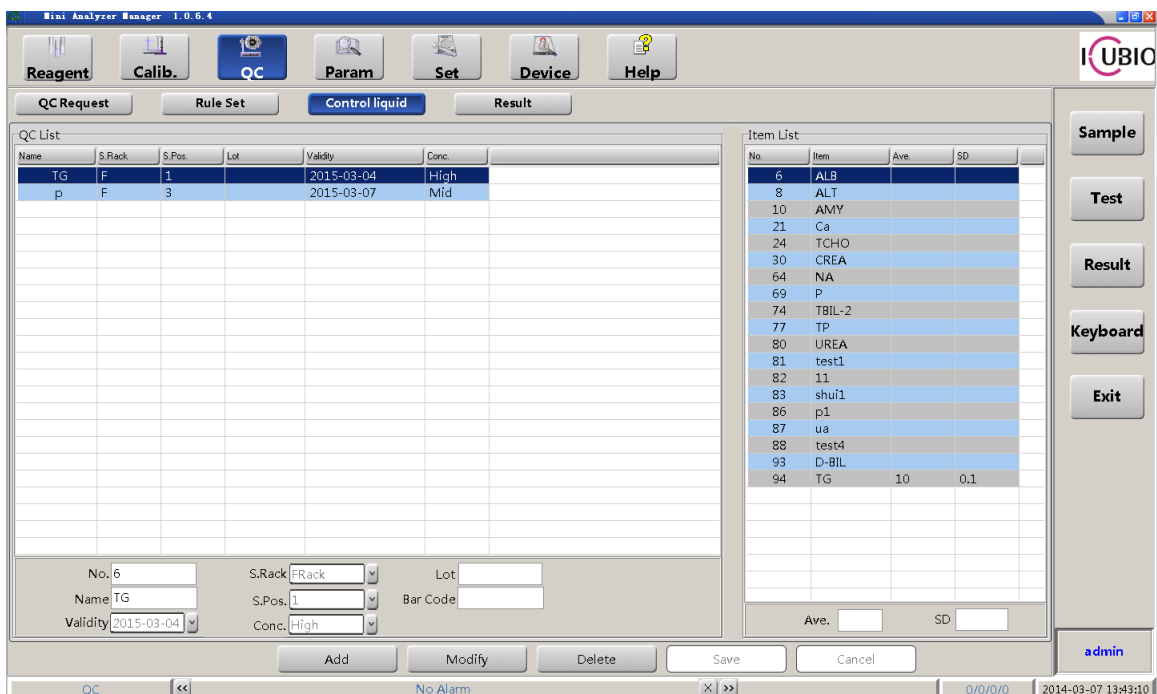 Mini Analyzer Manager 1.0.6.4
Reagent Calib. QC Param Set Device Help
ICUBIO
QC Request Rule Set Control liquid Result
QC List
Name S.Rack S.Pos. Lot Validity Conc.
TG F 1 2015-03-04 High
p F 3 2015-03-07 Mid
Item List
No. Item Ave. SD
6 ALB
8 ALT
10 AMY
21 Ca
24 TCHO
30 CREA
64 NA
69 P
74 TBIL-2
77 TP
80 UREA
81 test1
82 11
83 shui1
86 p1
87 ua
88 test4
93 D-BIL
94 TG 10 0.1
No. 6 S.Rack FRack Lot
Name TG S.Pos. 1 Bar Code
Validity 2015-03-04 Conc. High
Ave. SD
Add Modify Delete Save Cancel
Sample
Test
Result
Keyboard
Exit
admin
QC << No Alarm X >> 0/0/0/0 2014-03-07 13:43:10